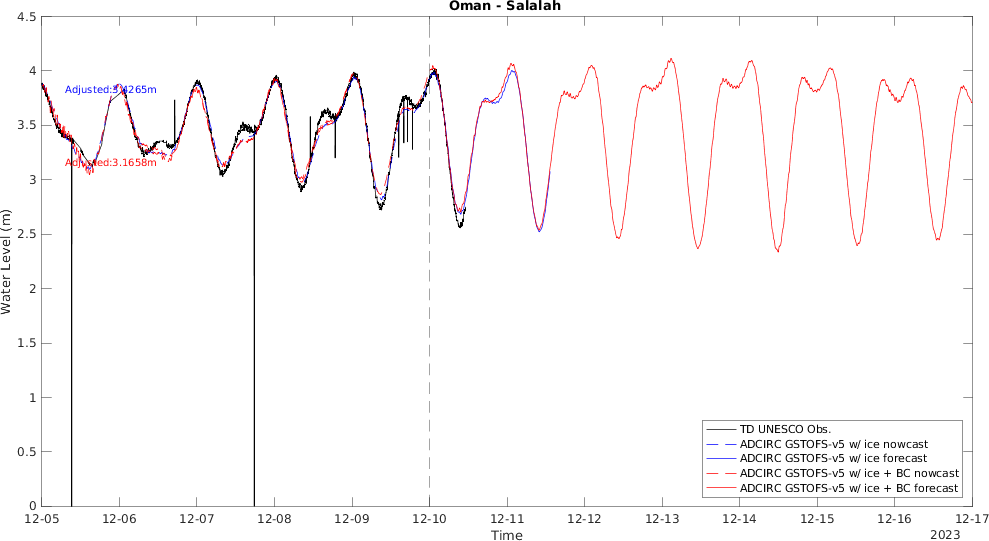 Oman - Salalah
4.5
4
3.5
3
2.5
2
1.5
1
0.5
0
Water Level (m)
Adjusted:3.4265m
Adjusted:3.1658m
TD UNESCO Obs.
ADCIRC GSTOFS-v5 w/ ice nowcast
ADCIRC GSTOFS-v5 w/ ice forecast
ADCIRC GSTOFS-v5 w/ ice + BC nowcast
ADCIRC GSTOFS-v5 w/ ice + BC forecast
12-05 12-06 12-07 12-08 12-09 12-10 12-11 12-12 12-13 12-14 12-15 12-16 12-17
Time
2023